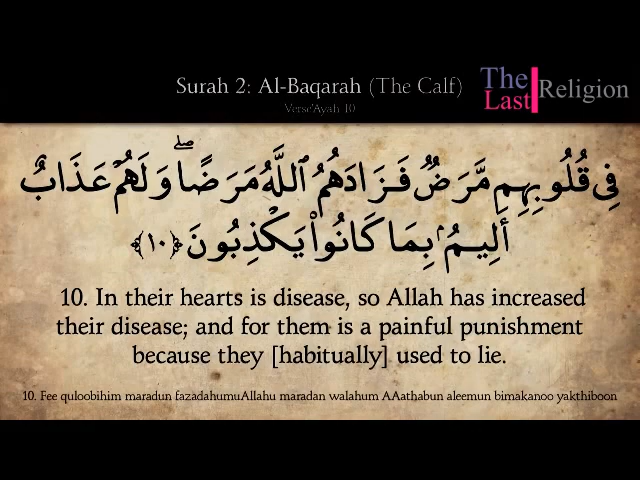 Surah 2: Al-Baqarah (The Calf)
Verse'Ayah 10
The
Last
Religion
فِي قُلُوبِهِم مَّرَضٌ فَزَادَهُمُ ٱللَّهُ مَرَضًا ۖ وَلَهُمْ عَذَابٌ
أَلِيمٌۢ بِمَا كَانُوا۟ يَكْذِبُونَ ﴿١٠﴾
10. In their hearts is disease, so Allah has increased
their disease; and for them is a painful punishment
because they [habitually] used to lie.
10. Fee quloobihim maradun fazadahumuAllahu maradan walahum AAathabun aleemun bimakanoo yakthiboon